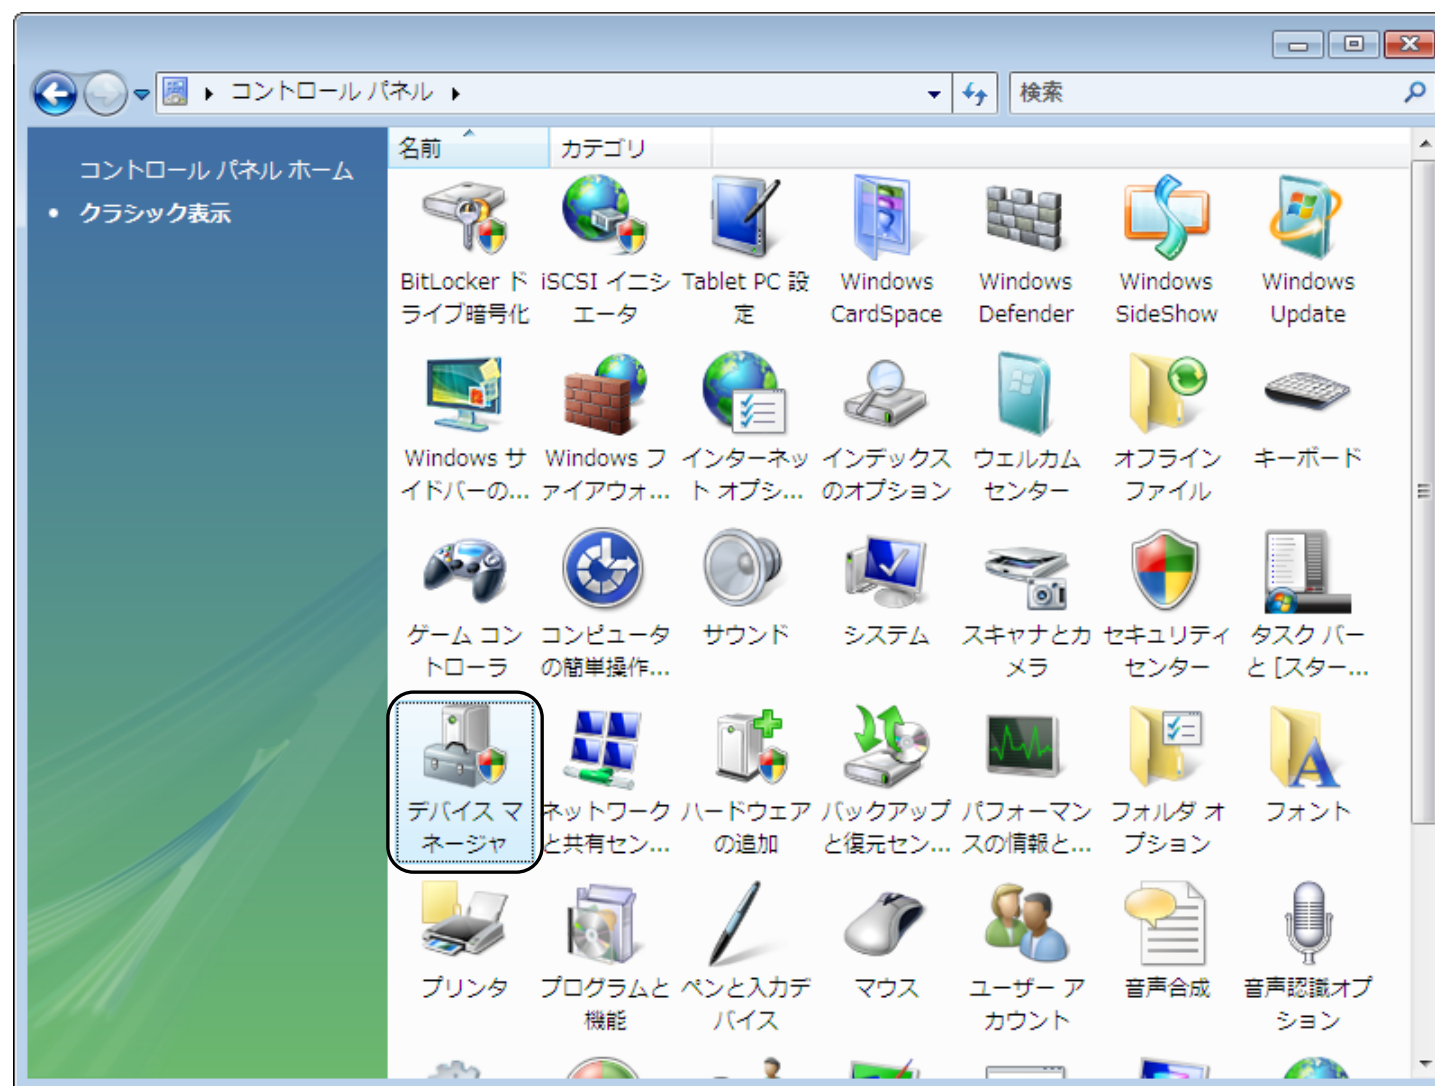 コントロール パネル
検索
コントロール パネル ホーム
クラシック表示
名前 カテゴリ
BitLocker ド iSCSI イニシ Tablet PC 設 Windows Windows Windows Windows
ライブ暗号化 エータ 定 CardSpace Defender SideShow Update
Windows サ Windows フ インターネッ インデックス ウェルカム オフライン キーボード
イドバーの... ァイアウォ... ト オプシ... のオプション センター ファイル
ゲーム コン コンピュータ サウンド システム スキャナとカ セキュリティ タスク バー
トローラ の簡単操作... メラ センター と [スター...
デバイス マ ネットワーク ハードウェア バックアップ パフォーマン フォルダ オ フォント
ネージャ と共有セン... の追加 と復元セン... スの情報と... プション
プリンタ プログラムと ペンと入力デ マウス ユーザー ア 音声合成 音声認識オプ
機能 バイス カウント ション